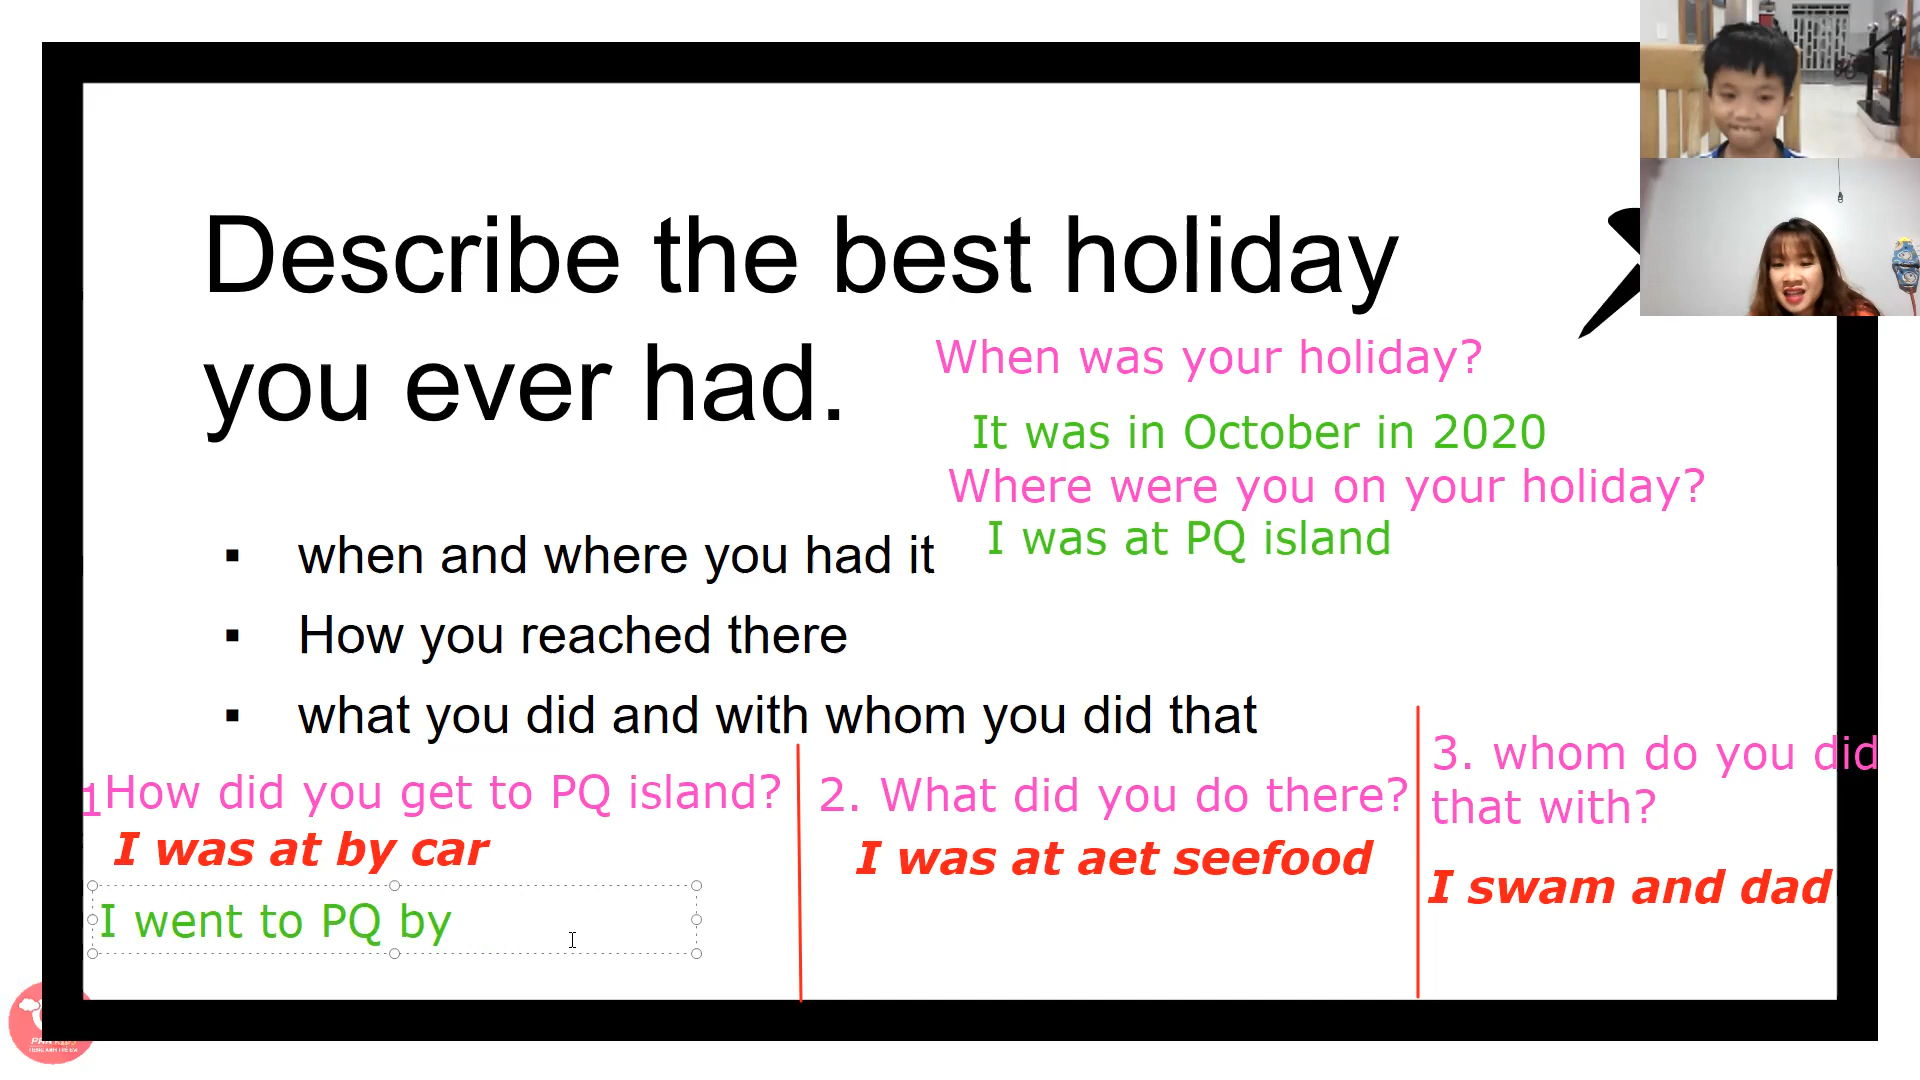 Describe the best holiday
you ever had.
When was your holiday?
It was in October in 2020
Where were you on your holiday?
I was at PQ island
▪ when and where you had it
▪ How you reached there
▪ what you did and with whom you did that
1How did you get to PQ island?
I was at by car
I went to PQ by
2. What did you do there?
I was at aet seefood
3. whom do you did
that with?
I swam and dad